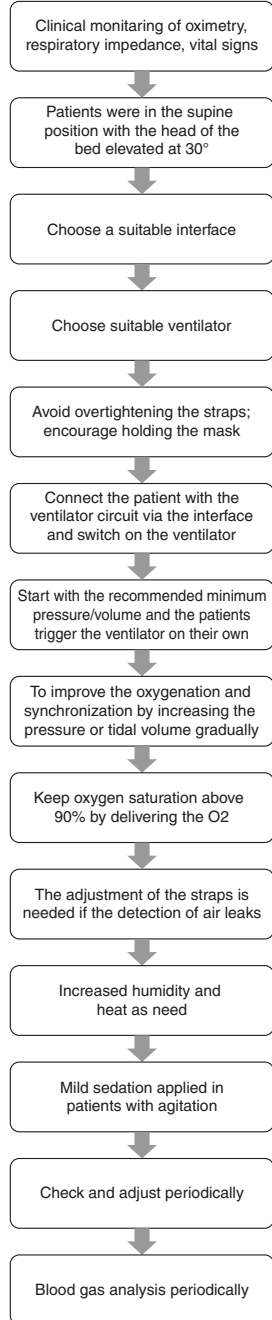 Clinical monitaring of oximetry,
respiratory impedance, vital signs
Patients were in the supine
position with the head of the
bed elevated at 30°
Choose a suitable interface
Choose suitable ventilator
Avoid overtightening the straps;
encourage holding the mask
Connect the patient with the
ventilator circuit via the interface
and switch on the ventilator
Start with the recommended minimum
pressure/volume and the patients
trigger the ventilator on their own
To improve the oxygenation and
synchronization by increasing the
pressure or tidal volume gradually
Keep oxygen saturation above
90% by delivering the O2
The adjustment of the straps is
needed if the detection of air leaks
Increased humidity and
heat as need
Mild sedation applied in
patients with agitation
Check and adjust periodically
Blood gas analysis periodically